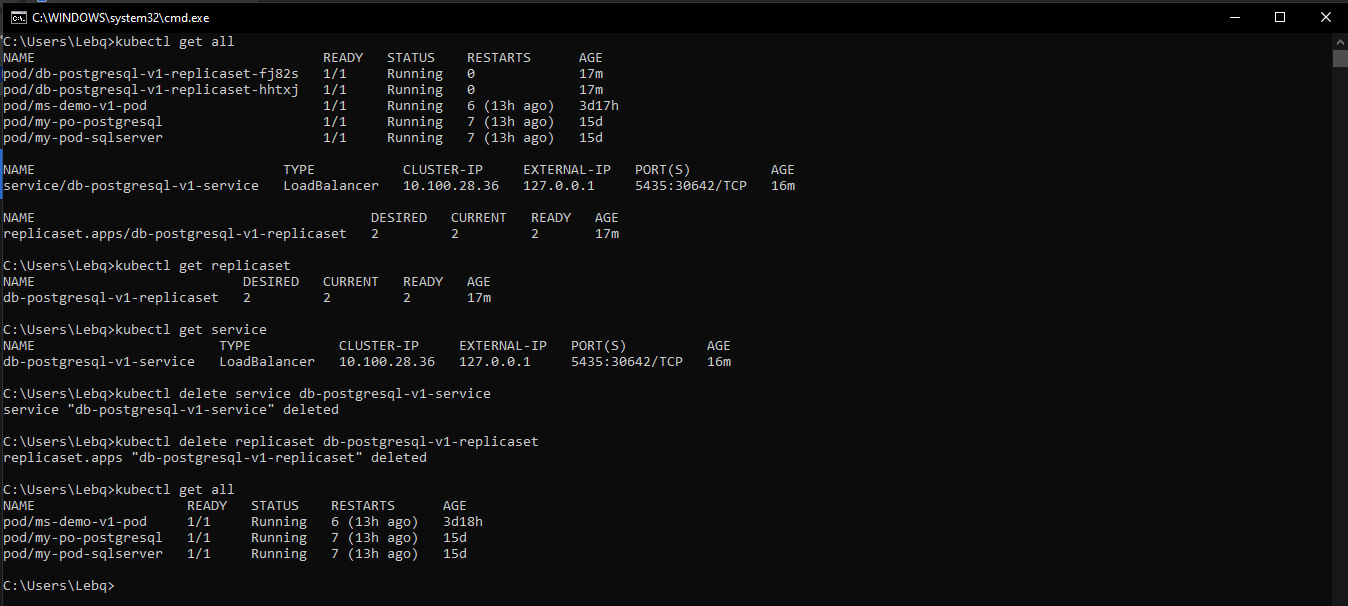 C:\WINDOWS\system32\cmd.exe
C:\Users\Lebq>kubectl get all
NAME                                    READY   STATUS    RESTARTS      AGE
pod/db-postgresql-v1-replicaset-fj82s   1/1     Running   0             17m
pod/db-postgresql-v1-replicaset-hhtxj   1/1     Running   0             17m
pod/ms-demo-v1-pod                      1/1     Running   6 (13h ago)   3d17h
pod/my-po-postgresql                    1/1     Running   7 (13h ago)   15d
pod/my-pod-sqlserver                    1/1     Running   7 (13h ago)   15d
NAME                               TYPE           CLUSTER-IP     EXTERNAL-IP   PORT(S)          AGE
service/db-postgresql-v1-service   LoadBalancer   10.100.28.36   127.0.0.1     5435:30642/TCP   16m
NAME                                          DESIRED   CURRENT   READY   AGE
replicaset.apps/db-postgresql-v1-replicaset   2         2         2       17m
C:\Users\Lebq>kubectl get replicaset
NAME                          DESIRED   CURRENT   READY   AGE
db-postgresql-v1-replicaset   2         2         2       17m
C:\Users\Lebq>kubectl get service
NAME                       TYPE           CLUSTER-IP     EXTERNAL-IP   PORT(S)          AGE
db-postgresql-v1-service   LoadBalancer   10.100.28.36   127.0.0.1     5435:30642/TCP   16m
C:\Users\Lebq>kubectl delete service db-postgresql-v1-service
service "db-postgresql-v1-service" deleted
C:\Users\Lebq>kubectl delete replicaset db-postgresql-v1-replicaset
replicaset.apps "db-postgresql-v1-replicaset" deleted
C:\Users\Lebq>kubectl get all
NAME                   READY   STATUS    RESTARTS      AGE
pod/ms-demo-v1-pod     1/1     Running   6 (13h ago)   3d18h
pod/my-po-postgresql   1/1     Running   7 (13h ago)   15d
pod/my-pod-sqlserver   1/1     Running   7 (13h ago)   15d
C:\Users\Lebq>